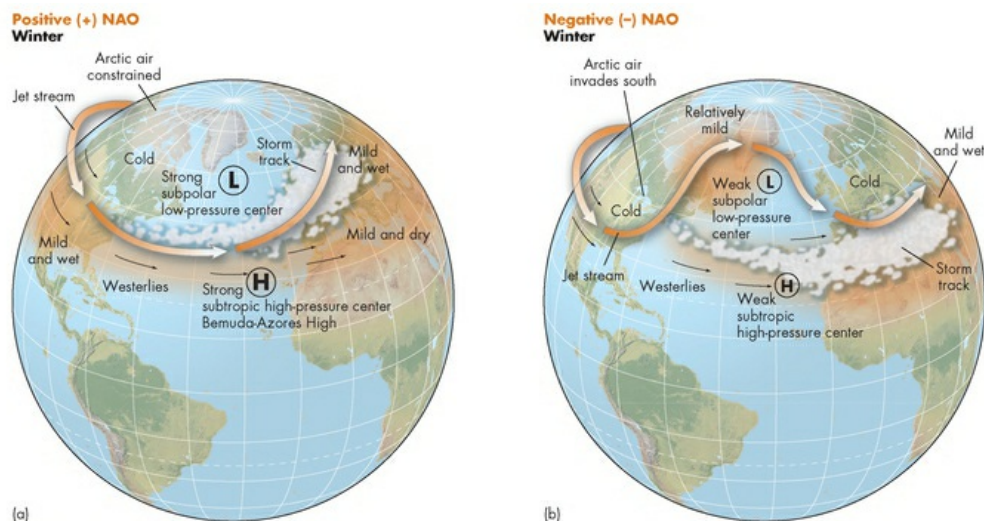 Positive (+) NAO
Winter
Arctic air
constrained
Jet stream
Cold
Storm
track
Mild
and wet
Strong
subpolar
low-pressure
center
L
Mild
and wet
Mild and dry
Westerlies
H
Strong
subtropic high-pressure center
Bemuda-Azores High
(a)
Negative (–) NAO
Winter
Arctic air
invades south
Relatively
mild
Mild
and wet
Cold
Weak
subpolar
low-pressure
center
L
Cold
Jet stream
Westerlies
H
Weak
subtropic
high-pressure center
Storm
track
(b)